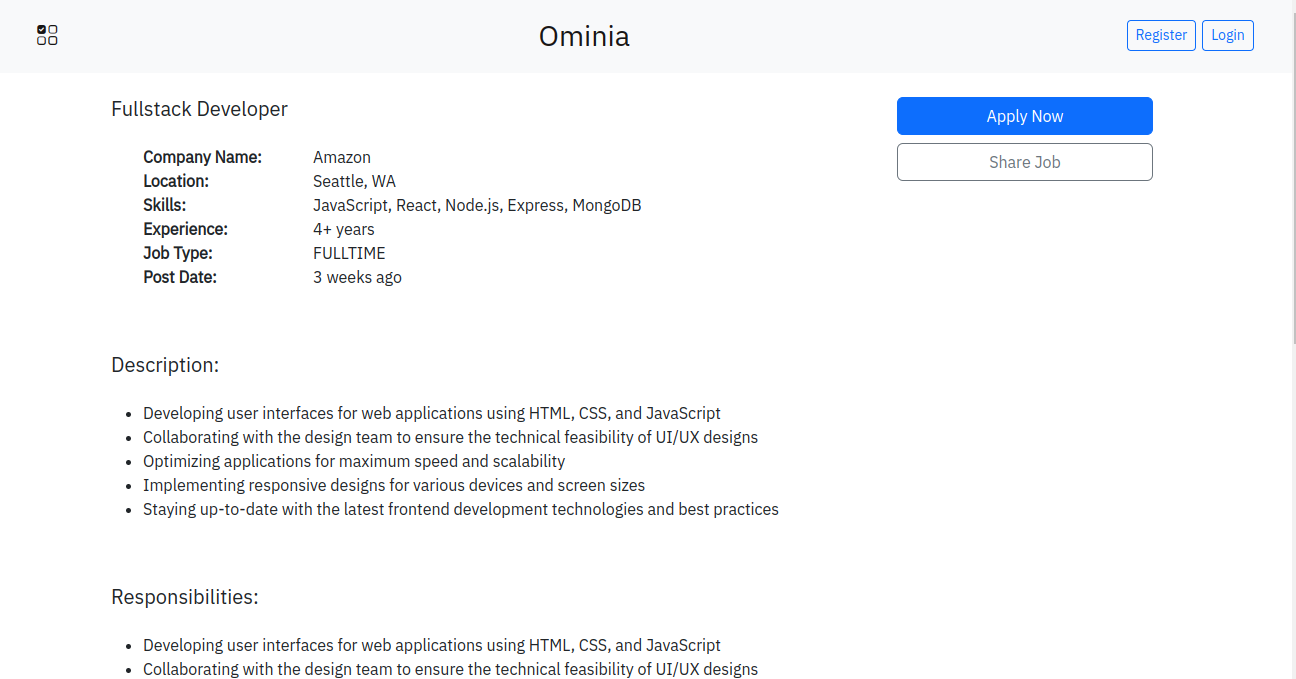 Ominia
Register
Login
Fullstack Developer
Apply Now
Share Job
Company Name: Amazon
Location: Seattle, WA
Skills: JavaScript, React, Node.js, Express, MongoDB
Experience: 4+ years
Job Type: FULLTIME
Post Date: 3 weeks ago
Description:
• Developing user interfaces for web applications using HTML, CSS, and JavaScript
• Collaborating with the design team to ensure the technical feasibility of UI/UX designs
• Optimizing applications for maximum speed and scalability
• Implementing responsive designs for various devices and screen sizes
• Staying up-to-date with the latest frontend development technologies and best practices
Responsibilities:
• Developing user interfaces for web applications using HTML, CSS, and JavaScript
• Collaborating with the design team to ensure the technical feasibility of UI/UX designs